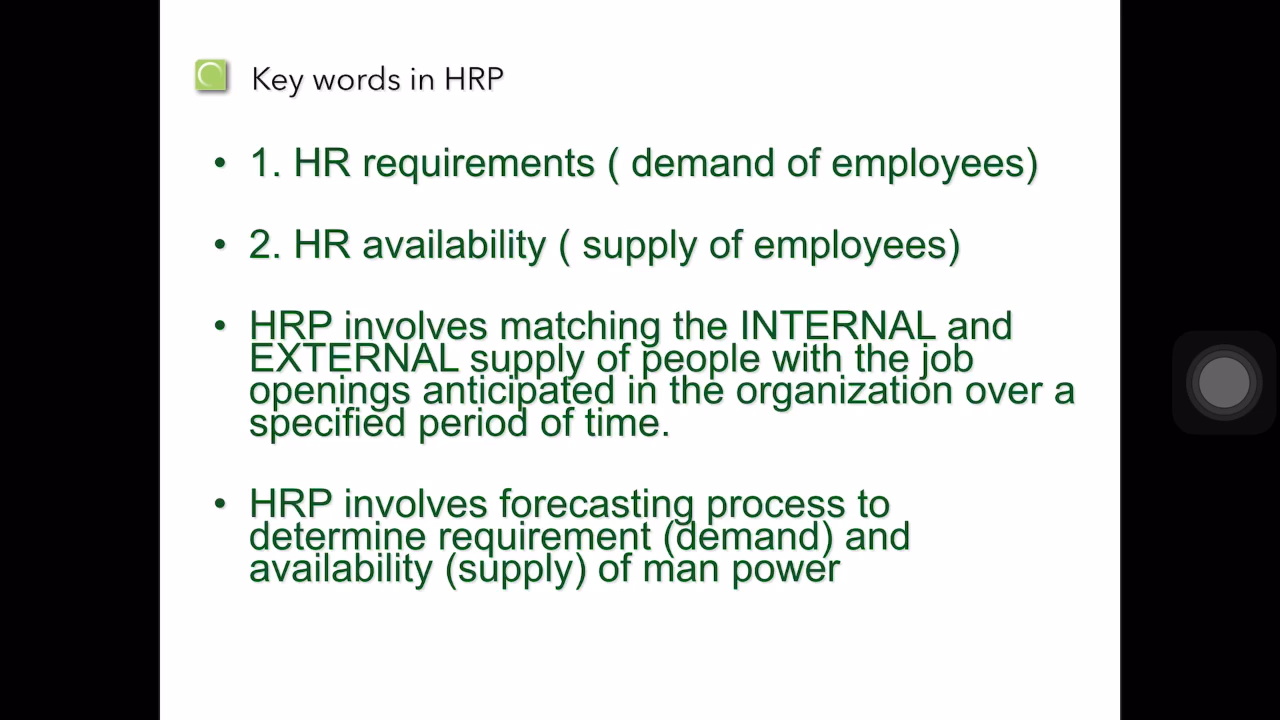 Key words in HRP
• 1. HR requirements ( demand of employees)
• 2. HR availability ( supply of employees)
• HRP involves matching the INTERNAL and
EXTERNAL supply of people with the job
openings anticipated in the organization over a
specified period of time.
• HRP involves forecasting process to
determine requirement (demand) and
availability (supply) of man power